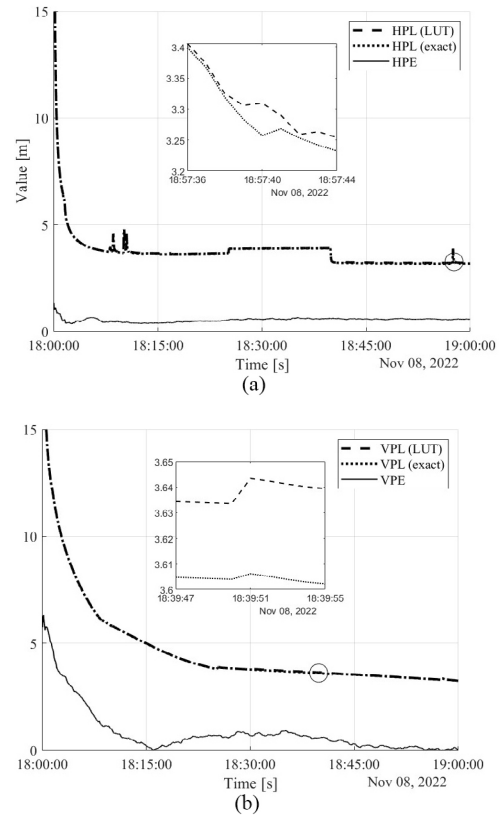 15
10
5
0
Value [m]
HPL (LUT)
HPL (exact)
HPE
3.4
3.35
3.3
3.25
3.2
18:57:36
18:57:40
18:57:44
Nov 08, 2022
18:00:00
18:15:00
18:30:00
18:45:00
19:00:00
Time [s]
Nov 08, 2022
(a)
15
10
5
0
VPL (LUT)
VPL (exact)
VPE
3.65
3.64
3.63
3.62
3.61
3.6
18:39:47
18:39:51
18:39:55
Nov 08, 2022
18:00:00
18:15:00
18:30:00
18:45:00
19:00:00
Time [s]
Nov 08, 2022
(b)